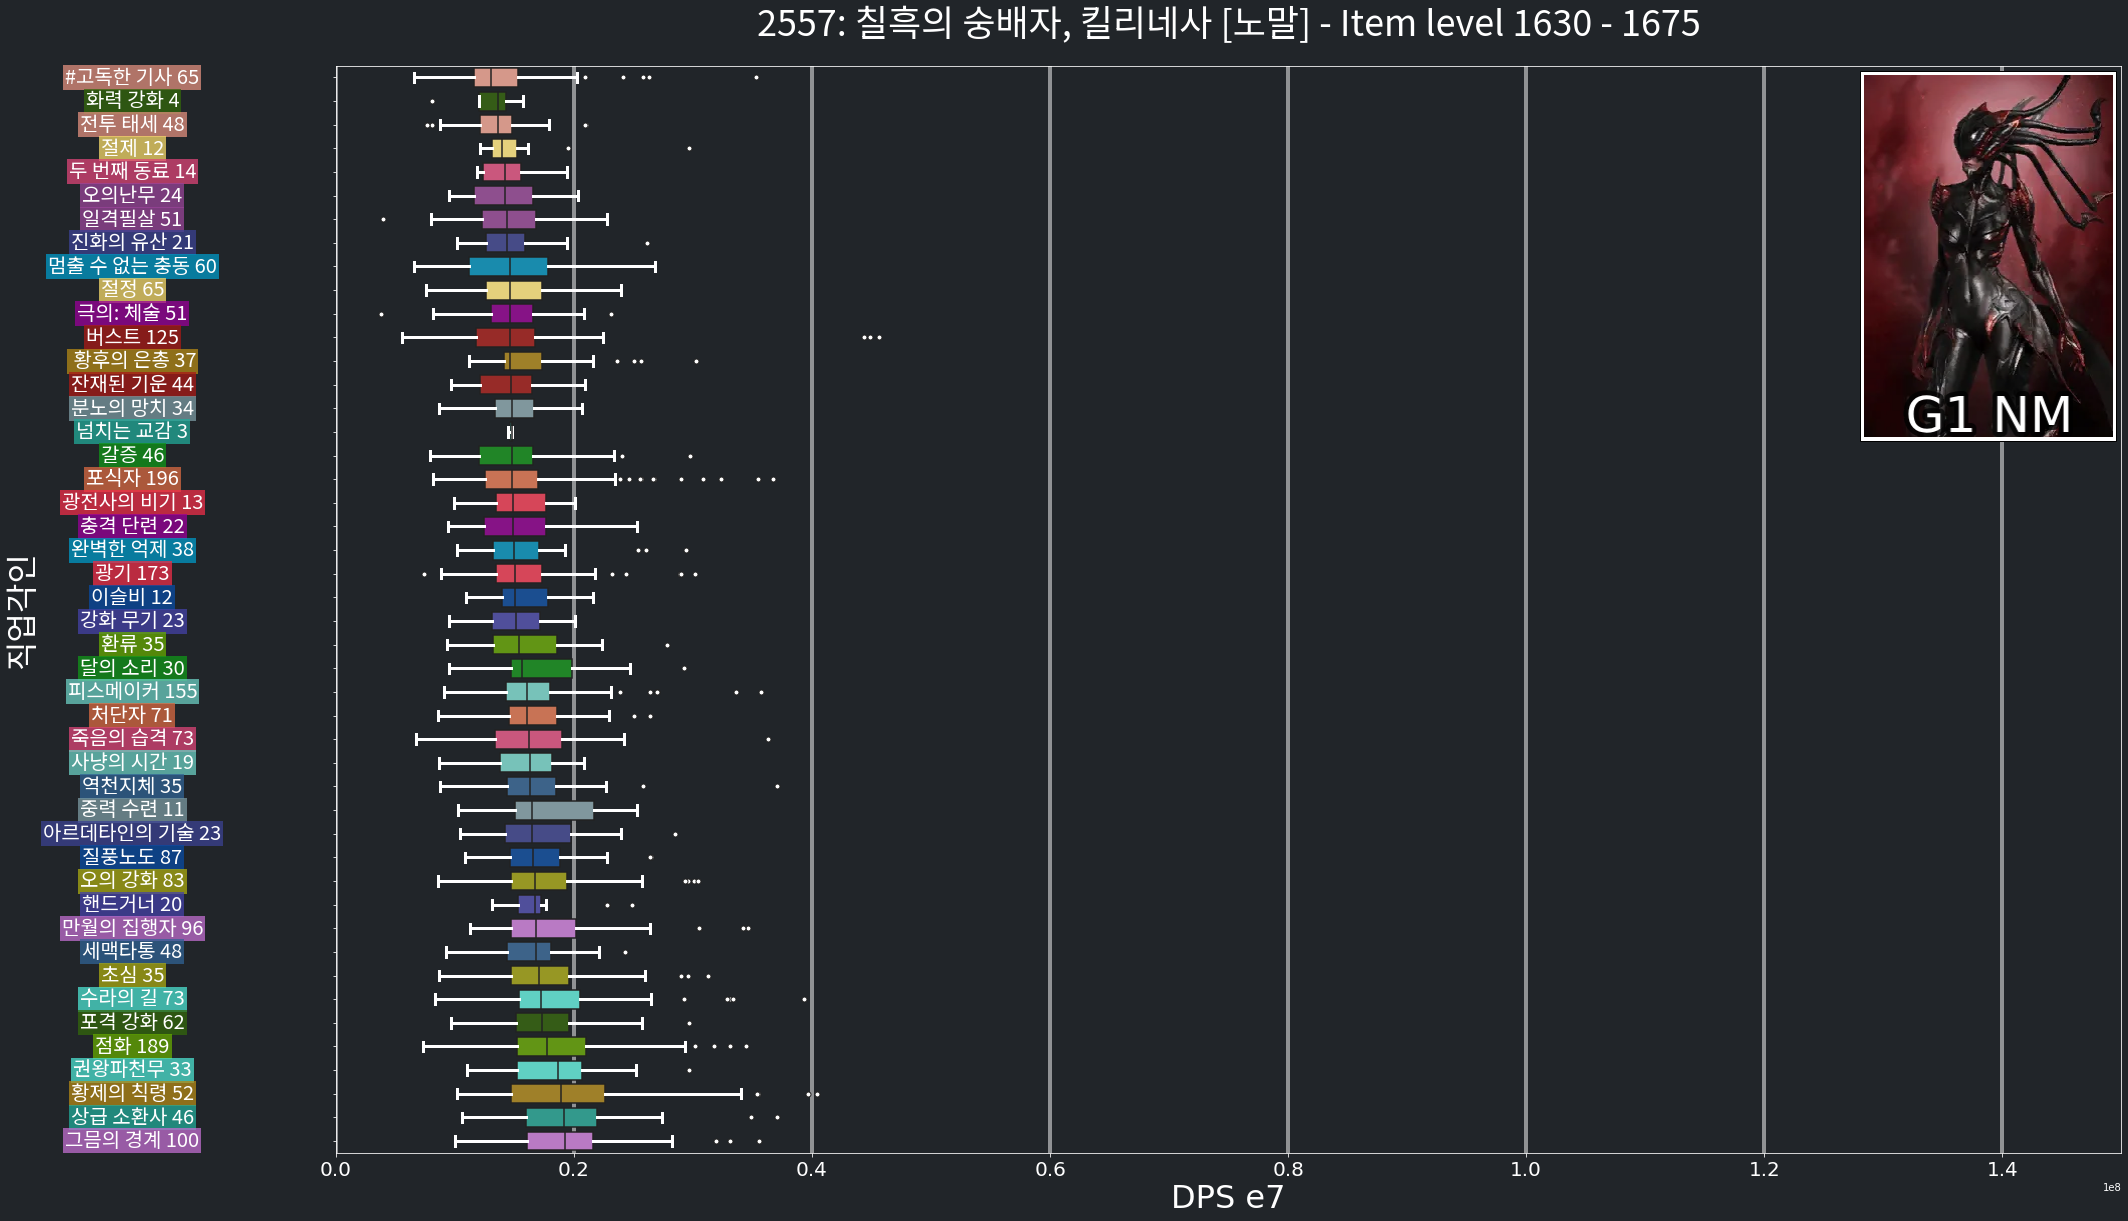 2557: 칠흑의 숭배자, 킬리네사 [노말] - Item level 1630 - 1675
#고독한 기사 65
화력 강화 4
전투 태세 48
절제 12
두 번째 동료 14
오의난무 24
일격필살 51
진화의 유산 21
멈출 수 없는 충동 60
절정 65
극의: 체술 51
버스트 125
황후의 은총 37
잔재된 기운 44
분노의 망치 34
넘치는 교감 3
갈증 46
포식자 196
광전사의 비기 13
충격 단련 22
완벽한 억제 38
광기 173
이슬비 12
강화 무기 23
환류 35
달의 소리 30
피스메이커 155
처단자 71
죽음의 습격 73
사냥의 시간 19
역천지체 35
중력 수련 11
아르데타인의 기술 23
질풍노도 87
오의 강화 83
핸드거너 20
만월의 집행자 96
세맥타통 48
초심 35
수라의 길 73
포격 강화 62
점화 189
권왕파천무 33
황제의 칙령 52
상급 소환사 46
그믐의 경계 100
직업각인
G1 NM
0.0 0.2 0.4 0.6 0.8 1.0 1.2 1.4
1e8
DPS e7